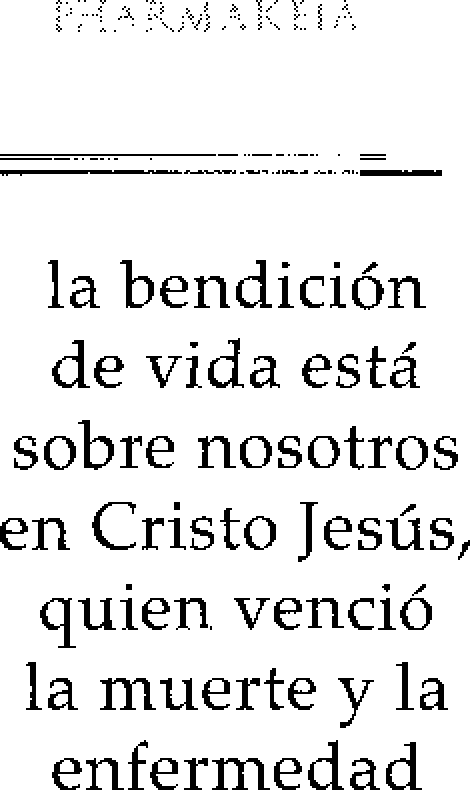 PHARMAKEIA
la bendición
de vida está
sobre nosotros
en Cristo Jesús,
quien venció
la muerte y la
enfermedad